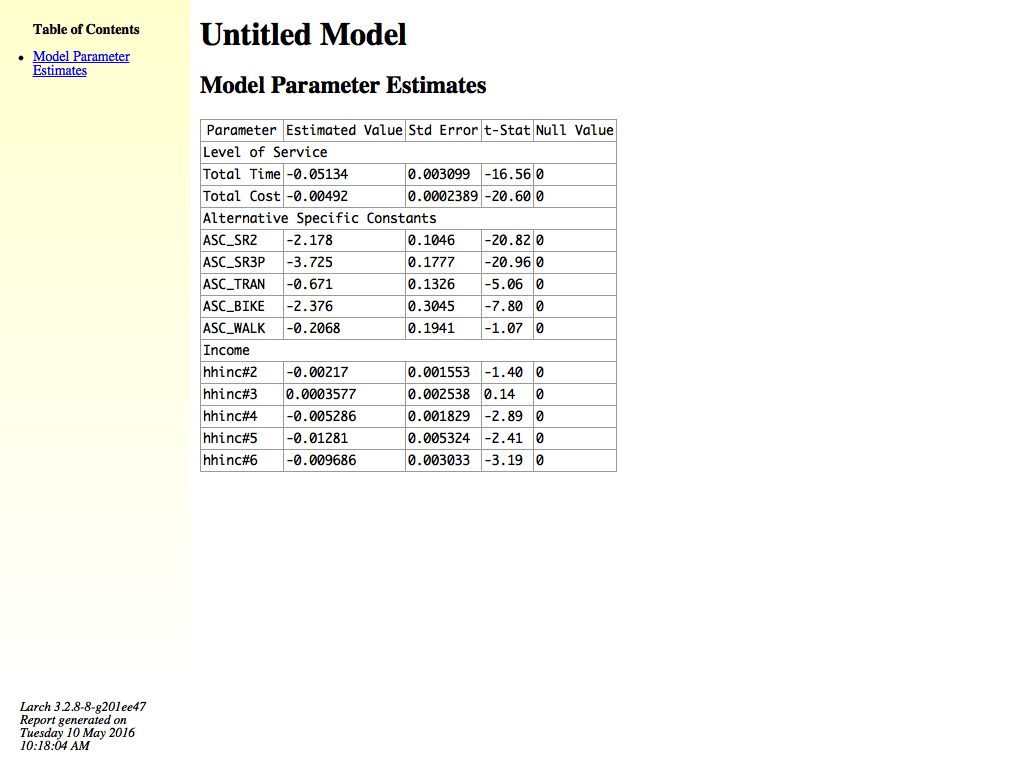 Table of Contents
• Model Parameter
Estimates
Untitled Model
Model Parameter Estimates
Parameter Estimated Value Std Error t-Stat Null Value
Level of Service
Total Time -0.05134 0.003099 -16.56 0
Total Cost -0.00492 0.0002389 -20.60 0
Alternative Specific Constants
ASC_SR2 -2.178 0.1046 -20.82 0
ASC_SR3P -3.725 0.1777 -20.96 0
ASC_TRAN -0.671 0.1326 -5.06 0
ASC_BIKE -2.376 0.3045 -7.80 0
ASC_WALK -0.2068 0.1941 -1.07 0
Income
hhinc#2 -0.00217 0.001553 -1.40 0
hhinc#3 0.0003577 0.002538 0.14 0
hhinc#4 -0.005286 0.001829 -2.89 0
hhinc#5 -0.01281 0.005324 -2.41 0
hhinc#6 -0.009686 0.003033 -3.19 0
Larch 3.2.8-8-g201ee47
Report generated on
Tuesday 10 May 2016
10:18:04 AM